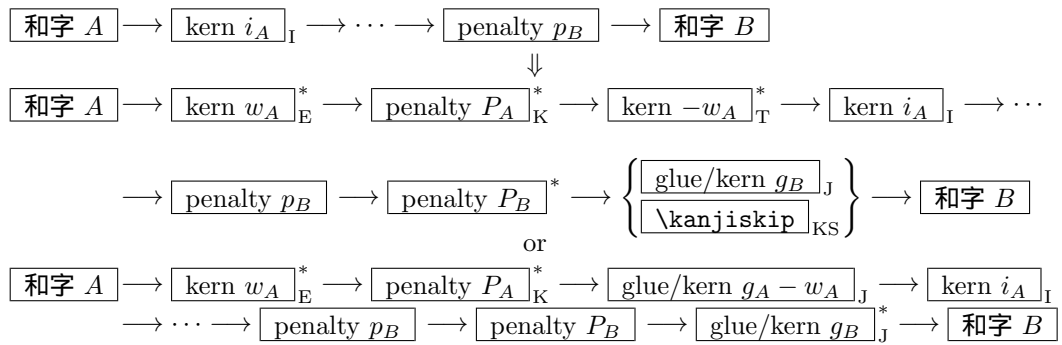 和字 A → kern i_A I → ⋯ → penalty p_B → 和字 B
⇓
和字 A → kern w_A *E → penalty P_A *K → kern −w_A *T → kern i_A I → ⋯
→ penalty p_B → penalty P_B * → { glue/kern g_B J
\kanjiskip KS } → 和字 B
or
和字 A → kern w_A *E → penalty P_A *K → glue/kern g_A − w_A J → kern i_A I
→ ⋯ → penalty p_B → penalty P_B → glue/kern g_B *J → 和字 B